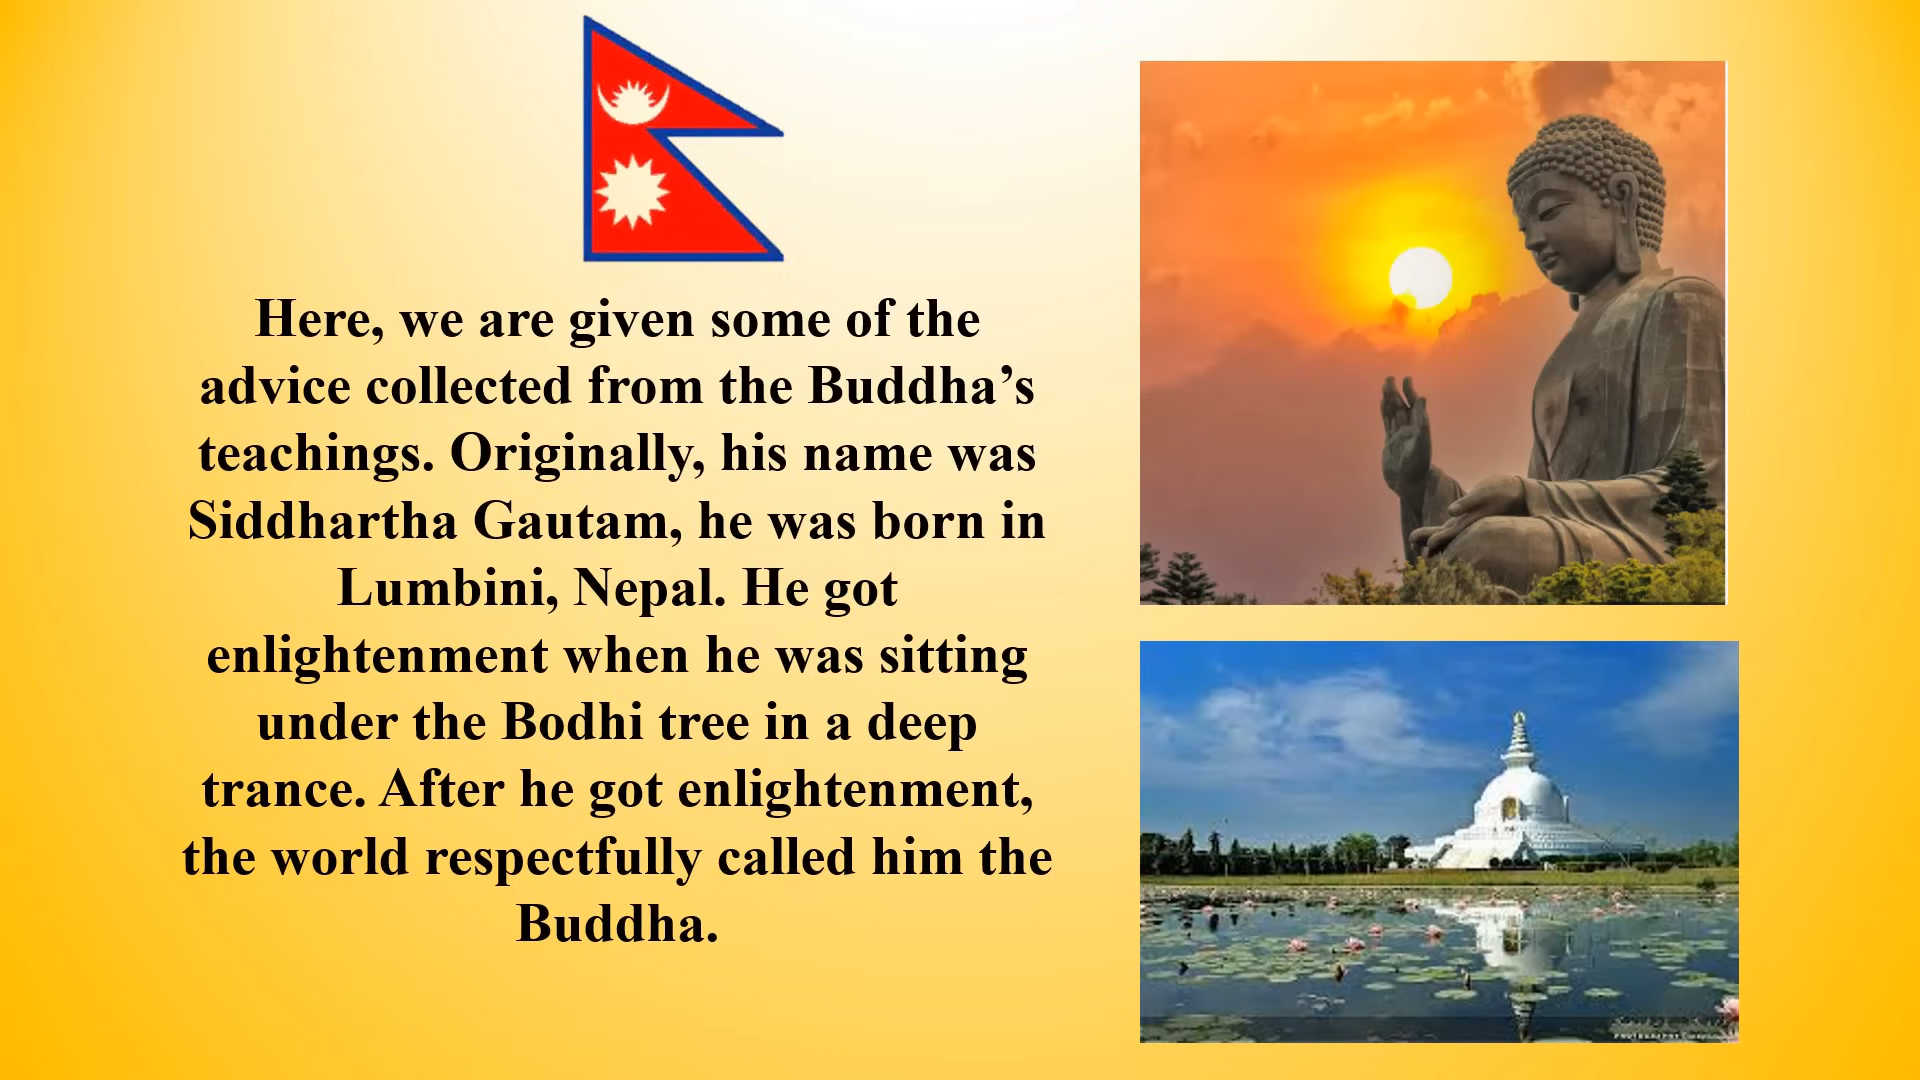 Here, we are given some of the
advice collected from the Buddha’s
teachings. Originally, his name was
Siddhartha Gautam, he was born in
Lumbini, Nepal. He got
enlightenment when he was sitting
under the Bodhi tree in a deep
trance. After he got enlightenment,
the world respectfully called him the
Buddha.